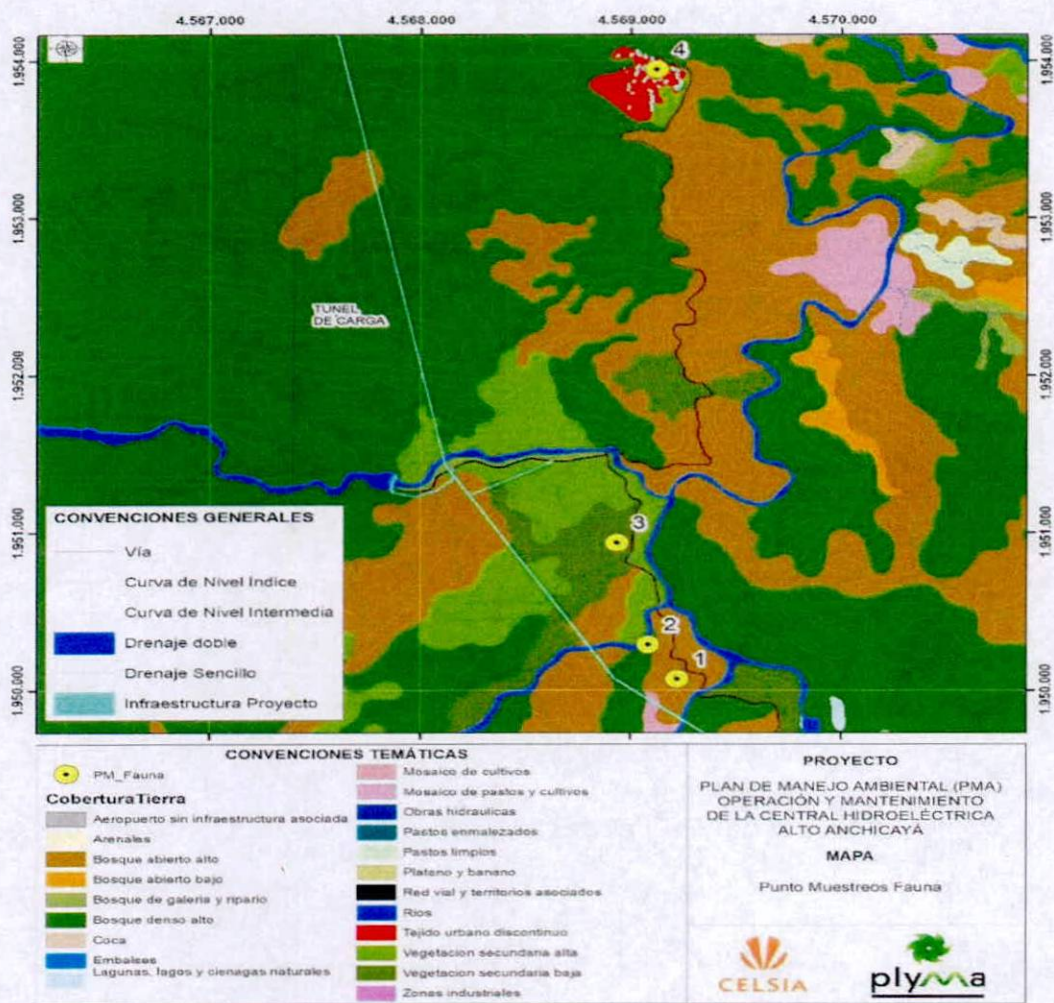 4.567.000 4.568.000 4.569.000 4.570.000
1.954.000 1.954.000
1.953.000 1.953.000
1.952.000 1.952.000
1.951.000 1.951.000
1.950.000 1.950.000
4
TUNEL
DE CARGA
3
2
1
CONVENCIONES GENERALES
Vía
Curva de Nivel Índice
Curva de Nivel Intermedia
Drenaje doble
Drenaje Sencillo
Infraestructura Proyecto
CONVENCIONES TEMÁTICAS
PM_Fauna
CoberturaTierra
Aeropuerto sin infraestructura asociada
Arenales
Bosque abierto alto
Bosque abierto bajo
Bosque de galeria y ripario
Bosque denso alto
Coca
Embalses
Lagunas, lagos y cienagas naturales
Mosaico de cultivos
Mosaico de pastos y cultivos
Obras hidraulicas
Pastos enmalezados
Pastos limpios
Platano y banano
Red vial y territorios asociados
Rios
Tejido urbano discontinuo
Vegetación secundaria alta
Vegetación secundaria baja
Zonas industriales
PROYECTO
PLAN DE MANEJO AMBIENTAL (PMA)
OPERACIÓN Y MANTENIMIENTO
DE LA CENTRAL HIDROELÉCTRICA
ALTO ANCHICAYÁ
MAPA
Punto Muestreos Fauna
CELSIA
plyma